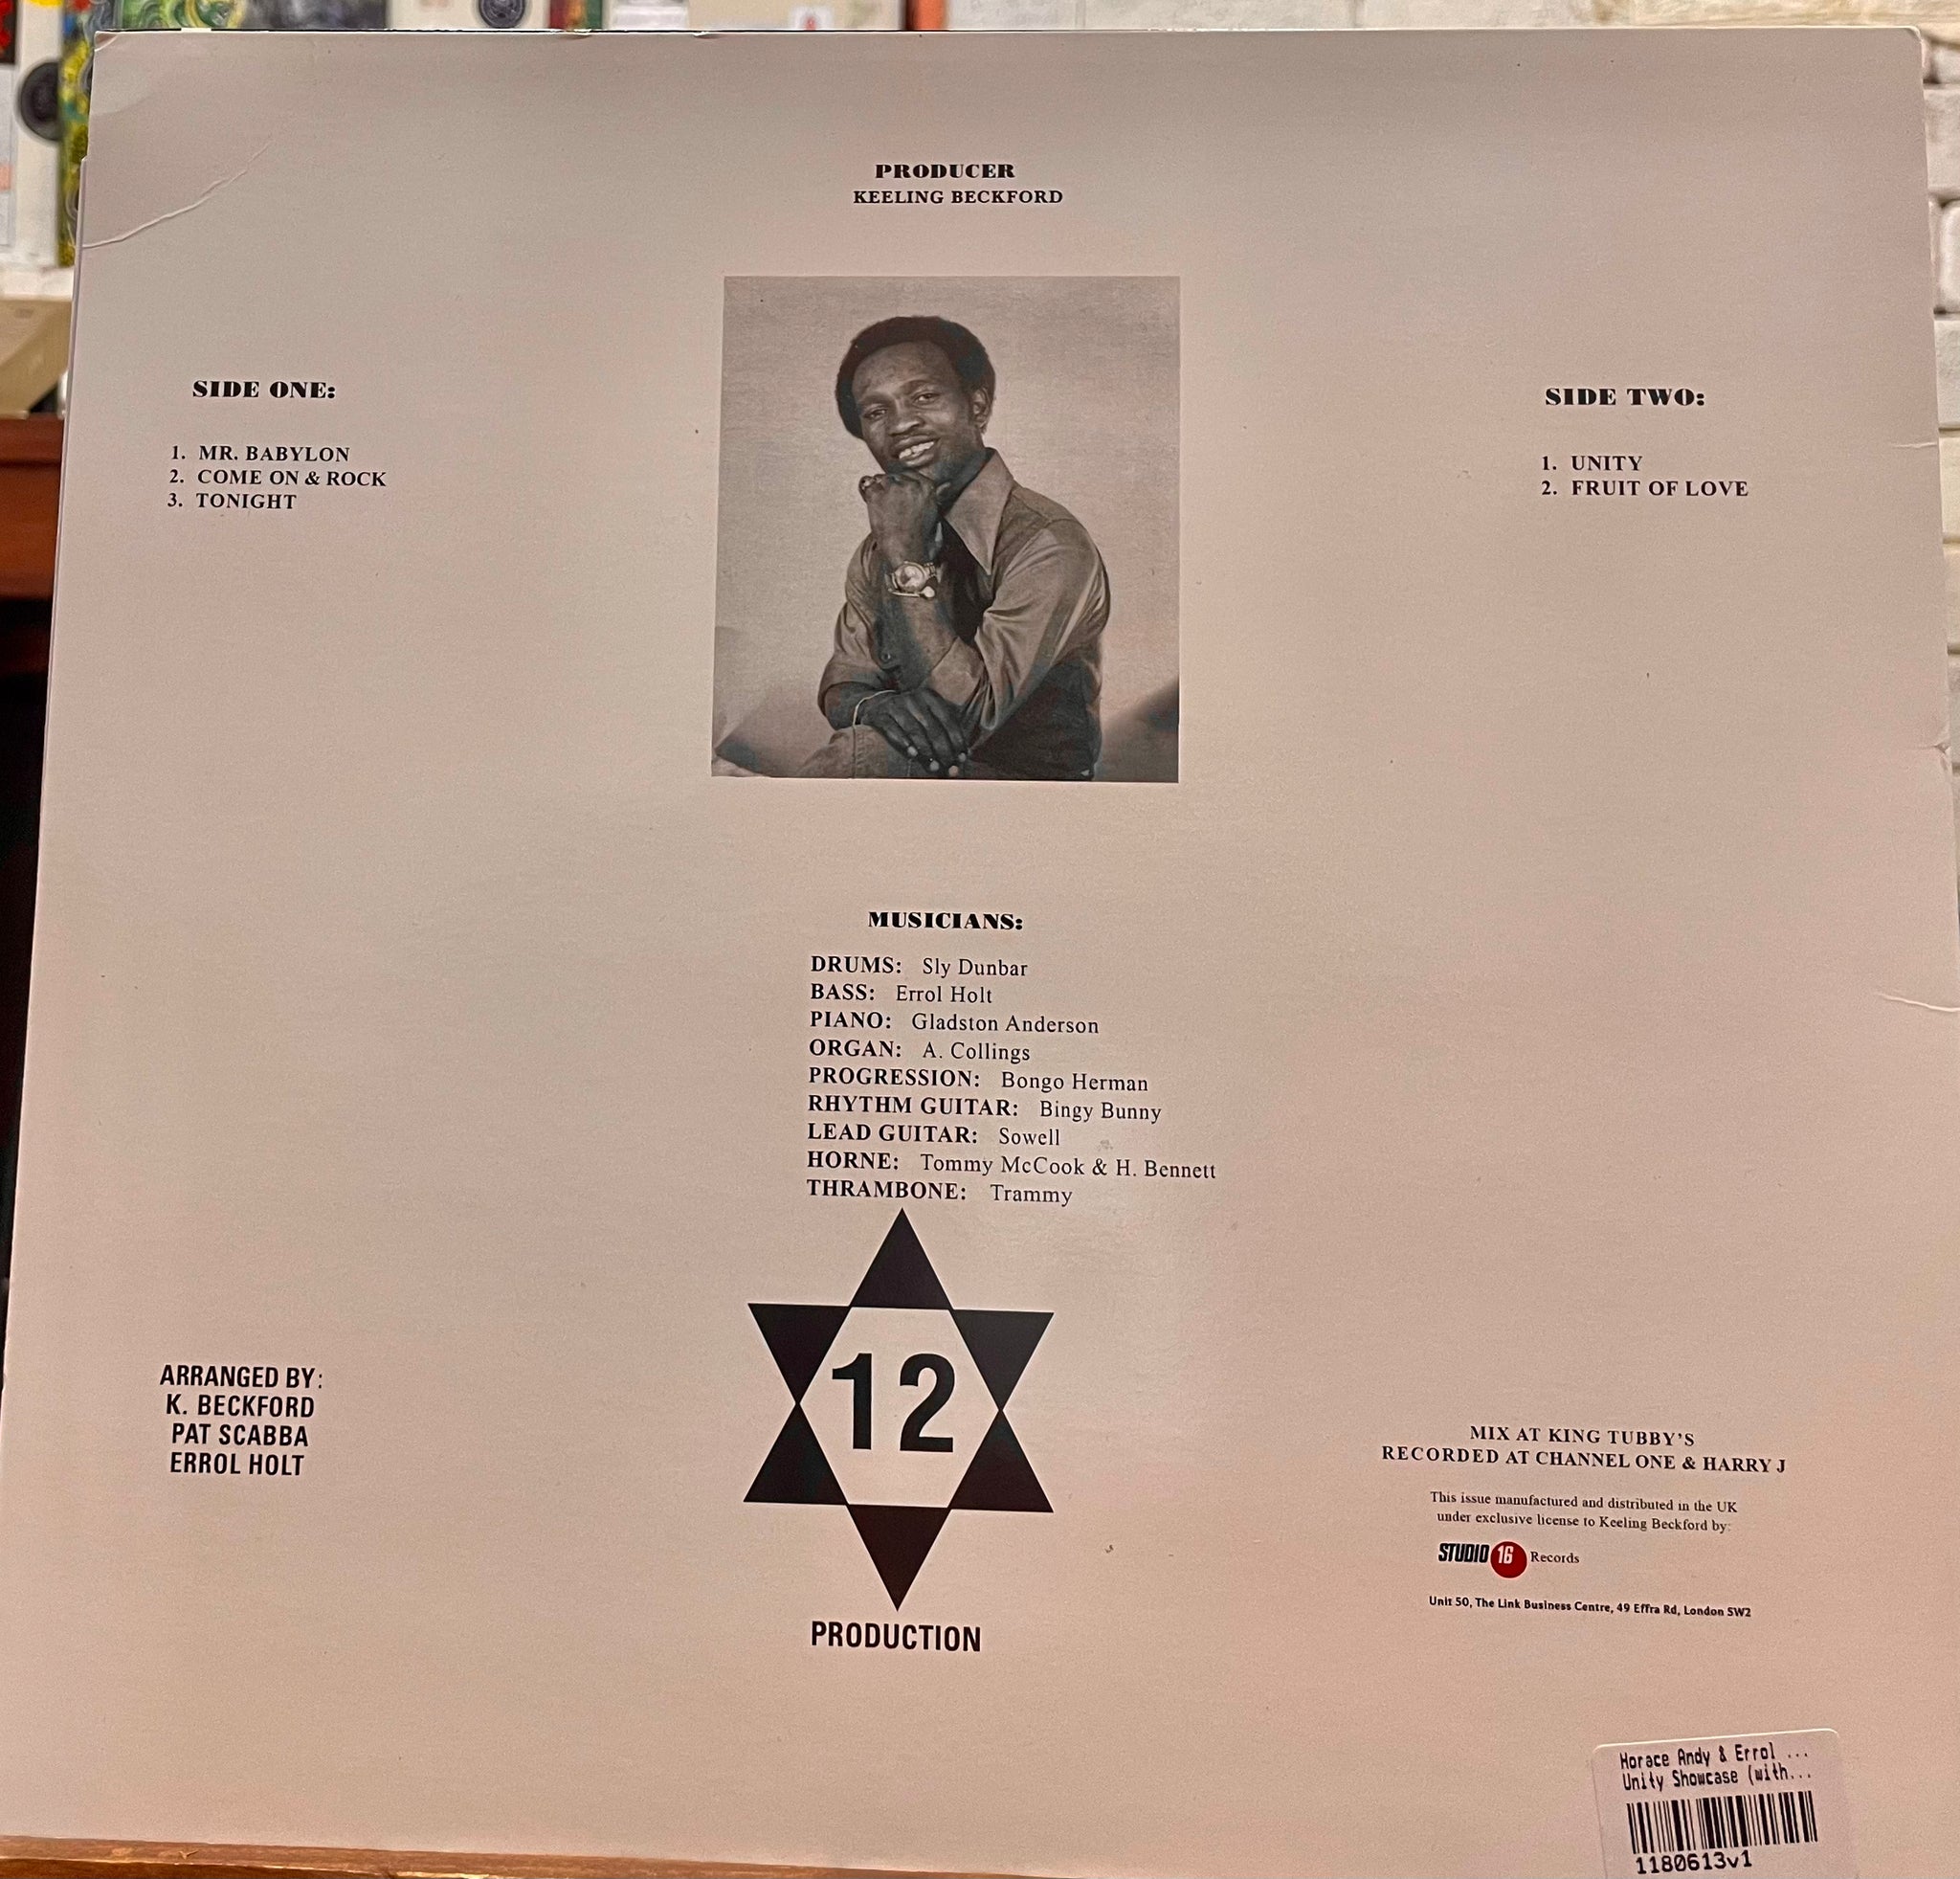 PRODUCER
KEELING BECKFORD
SIDE ONE:
1. MR. BABYLON
2. COME ON & ROCK
3. TONIGHT
SIDE TWO:
1. UNITY
2. FRUIT OF LOVE
MUSICIANS:
DRUMS: Sly Dunbar
BASS: Errol Holt
PIANO: Gladston Anderson
ORGAN: A. Collings
PROGRESSION: Bongo Herman
RHYTHM GUITAR: Bingy Bunny
LEAD GUITAR: Sowell
HORNE: Tommy McCook & H. Bennett
THRAMBONE: Trammy
12
PRODUCTION
ARRANGED BY:
K. BECKFORD
PAT SCABBA
ERROL HOLT
MIX AT KING TUBBY'S
RECORDED AT CHANNEL ONE & HARRY J
This issue manufactured and distributed in the UK
under exclusive license to Keeling Beckford by:
STUDIO 16 Records
Unit 50, The Link Business Centre, 49 Effra Rd, London SW2
Horace Andy & Errol ...
Unity Showcase (with...
1180613v1